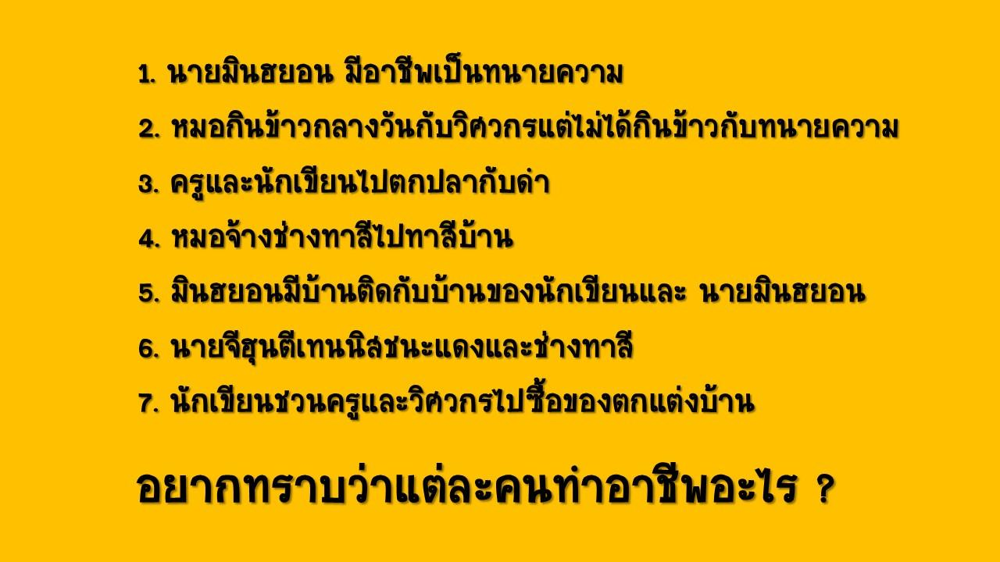 1. นายมินฮยอน มีอาชีพเป็นทนายความ
2. หมอกินข้าวกลางวันกับวิศวกรแต่ไม่ได้กินข้าวกับทนายความ
3. ครูและนักเขียนไปตกปลากับดำ
4. หมอจ้างช่างทาสีไปทาสีบ้าน
5. มินฮยอนมีบ้านติดกับบ้านของนักเขียนและ นายมินฮยอน
6. นายจีฮุนตีเทนนิสชนะแดงและช่างทาสี
7. นักเขียนชวนครูและวิศวกรไปซื้อของตกแต่งบ้าน
อยากทราบว่าแต่ละคนทำอาชีพอะไร ?